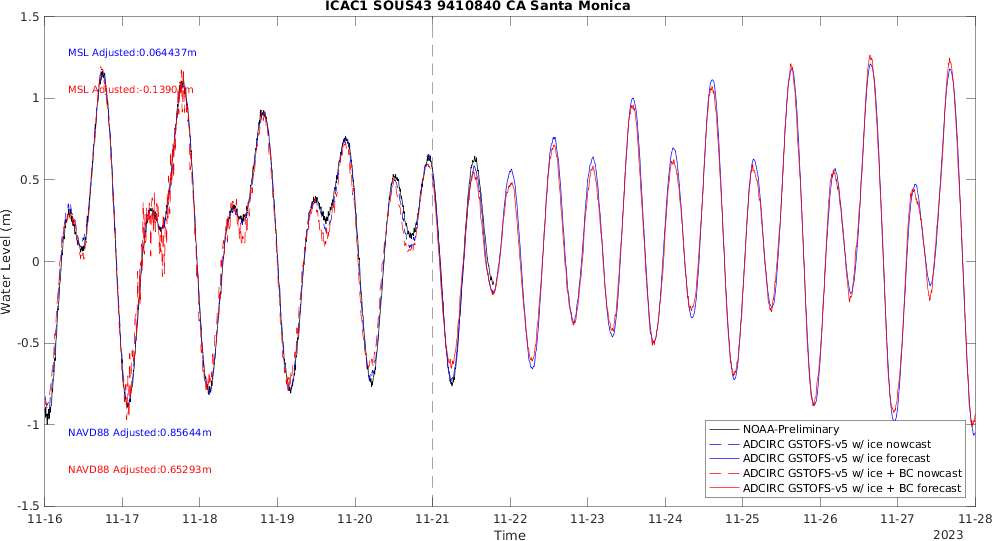 ICAC1 SOUS43 9410840 CA Santa Monica
1.5
1
0.5
0
-0.5
-1
-1.5
Water Level (m)
MSL Adjusted:0.064437m
NAVD88 Adjusted:0.85644m
NAVD88 Adjusted:0.65293m
NOAA-Preliminary
ADCIRC GSTOFS-v5 w/ ice nowcast
ADCIRC GSTOFS-v5 w/ ice forecast
ADCIRC GSTOFS-v5 w/ ice + BC nowcast
ADCIRC GSTOFS-v5 w/ ice + BC forecast
11-16 11-17 11-18 11-19 11-20 11-21 11-22 11-23 11-24 11-25 11-26 11-27 11-28
Time
2023